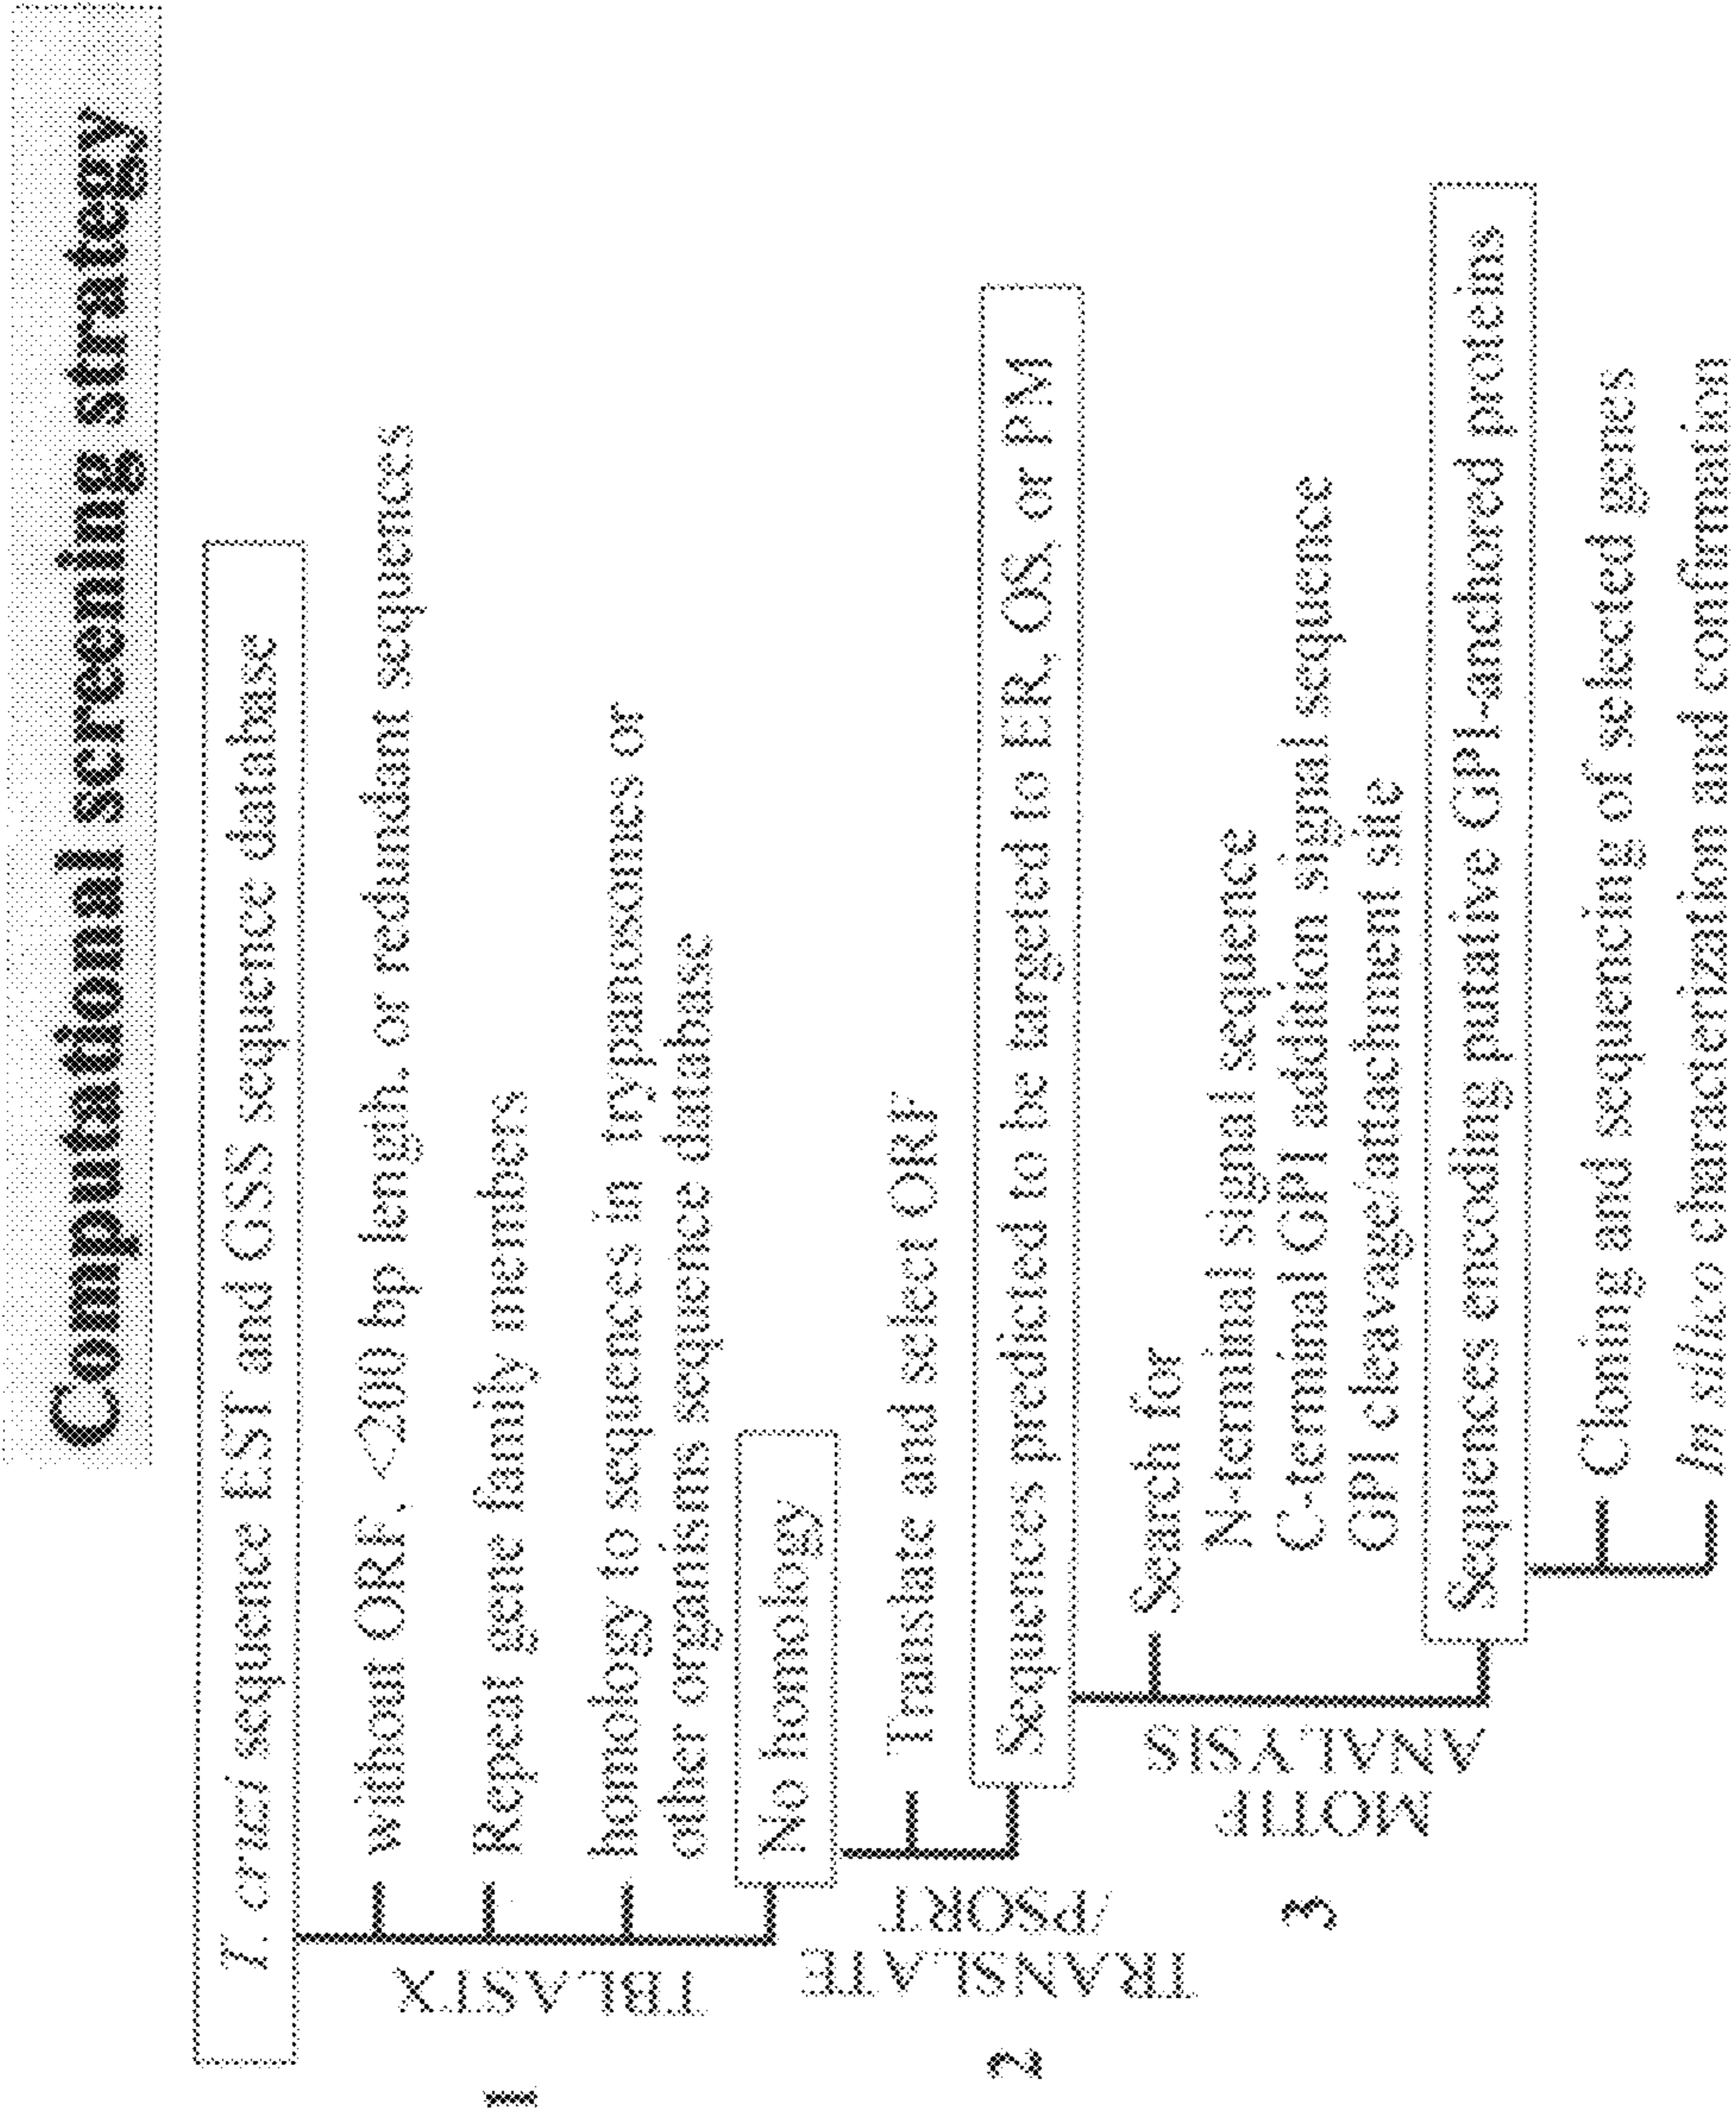 Computational screening strategy
T. cruzi sequence EST and GSS sequence database
without ORF, <200 bp length, or redundant sequences
Repeat gene family members
homology to sequences in trypanosomes or
other organisms sequence database
No homology
1
TBLASTX
Translate and select ORF
Sequences predicted to be targeted to ER, OS, or PM
2
TRANSLATE
/PSORT
Search for
N-terminal signal sequence
C-terminal GPI addition signal sequence
GPI cleavage/attachment site
Sequences encoding putative GPI-anchored proteins
3
MOTIF
ANALYSIS
Cloning and sequencing of selected genes
In silico characterization and confirmation